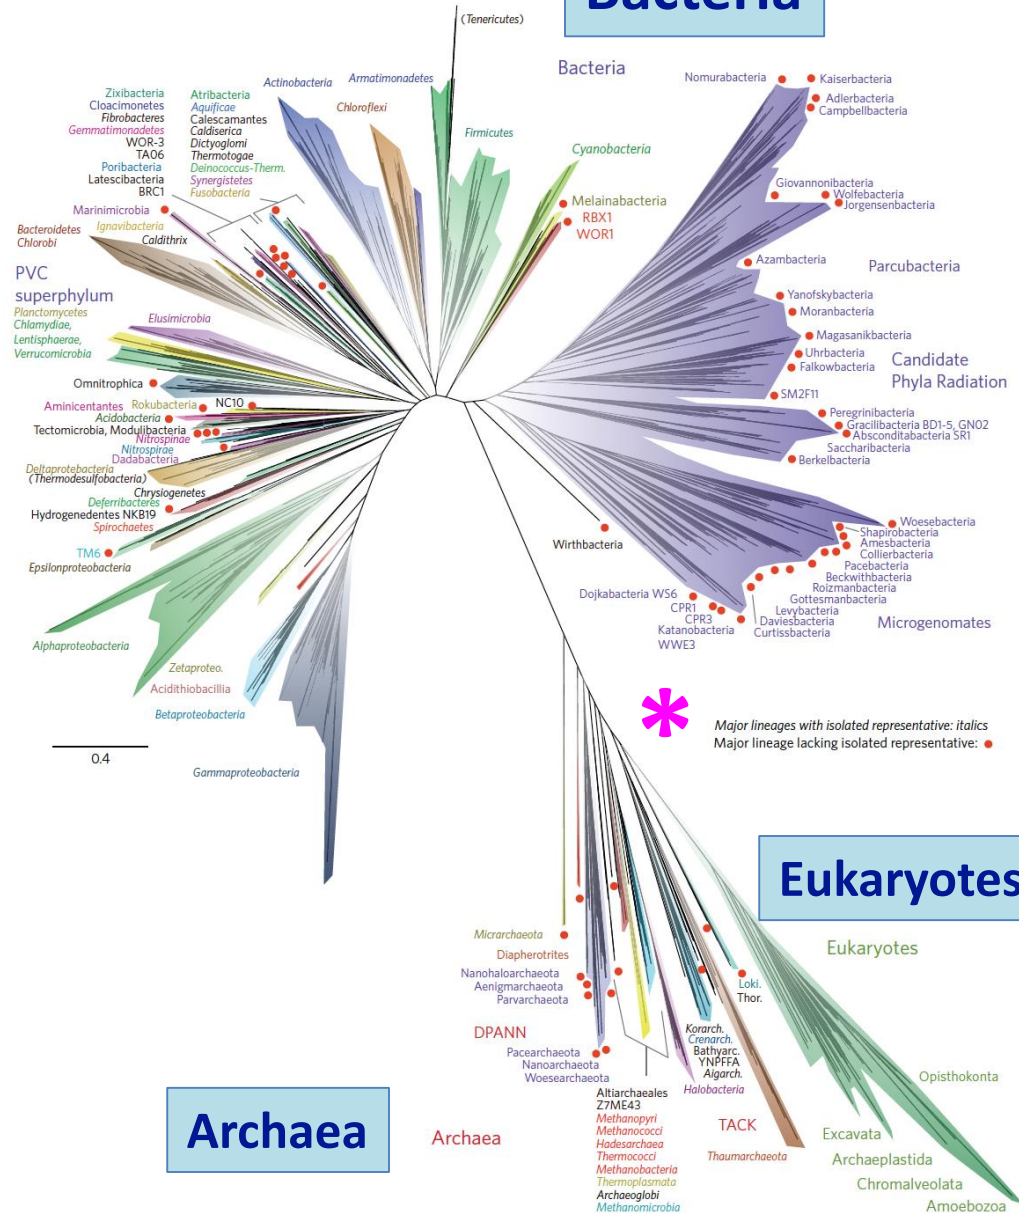 Bacteria
(Tenericutes)
Bacteria
Actinobacteria
Armatimonadetes
Chloroflexi
Firmicutes
Cyanobacteria
Melainabacteria
RBX1
WOR1
Zixibacteria
Cloacimonetes
Fibrobacteres
Gemmatimonadetes
WOR-3
TA06
Poribacteria
Latescibacteria
BRC1
Atribacteria
Aquificae
Calescamantes
Caldiserica
Dictyoglomi
Thermotogae
Deinococcus-Therm.
Synergistetes
Fusobacteria
Marinimicrobia
Ignavibacteria
Bacteroidetes
Chlorobi
Caldithrix
PVC
superphylum
Planctomycetes
Chlamydiae,
Lentisphaerae,
Verrucomicrobia
Elusimicrobia
Omnitrophica
Aminicentantes
Rokubacteria
NC10
Acidobacteria
Tectomicrobia, Modulibacteria
Nitrospinae
Nitrospirae
Dadabacteria
Deltaprotebacteria
(Thermodesulfobacteria)
Chrysiogenetes
Deferribacteres
Hydrogenedentes NKB19
Spirochaetes
TM6
Epsilonproteobacteria
Alphaproteobacteria
Zetaproteo.
Acidithiobacillia
Betaproteobacteria
Gammaproteobacteria
0.4
Nomurabacteria
Kaiserbacteria
Adlerbacteria
Campbellbacteria
Giovannonibacteria
Wolfebacteria
Jorgensenbacteria
Azambacteria
Parcubacteria
Yanofskybacteria
Moranbacteria
Magasanikbacteria
Uhrbacteria
Falkowbacteria
Candidate
Phyla Radiation
SM2F11
Peregrinibacteria
Gracilibacteria BD1-5, GN02
Absconditabacteria SR1
Saccharibacteria
Berkelbacteria
Woesebacteria
Shapirobacteria
Amesbacteria
Collierbacteria
Pacebacteria
Beckwithbacteria
Roizmanbacteria
Gottesmanbacteria
Levybacteria
Daviesbacteria
Curtissbacteria
Microgenomates
Wirthbacteria
Dojkabacteria WS6
CPR1
CPR3
Katanobacteria
WWE3
*
Major lineages with isolated representative: italics
Major lineage lacking isolated representative:
Eukaryotes
Eukaryotes
Micrarchaeota
Diapherotrites
Nanohaloarchaeota
Aenigmarchaeota
Parvarchaeota
DPANN
Pacearchaeota
Nanoarchaeota
Woesearchaeota
Loki.
Thor.
Korarch.
Crenarch.
Bathyarc.
YNPFFA
Aigarch.
Halobacteria
Altiarchaeales
Z7ME43
Methanopyri
Methanococci
Hadesarchaea
Thermococci
Methanobacteria
Thermoplasmata
Archaeoglobi
Methanomicrobia
TACK
Thaumarchaeota
Archaea
Archaea
Opisthokonta
Excavata
Archaeplastida
Chromalveolata
Amoebozoa